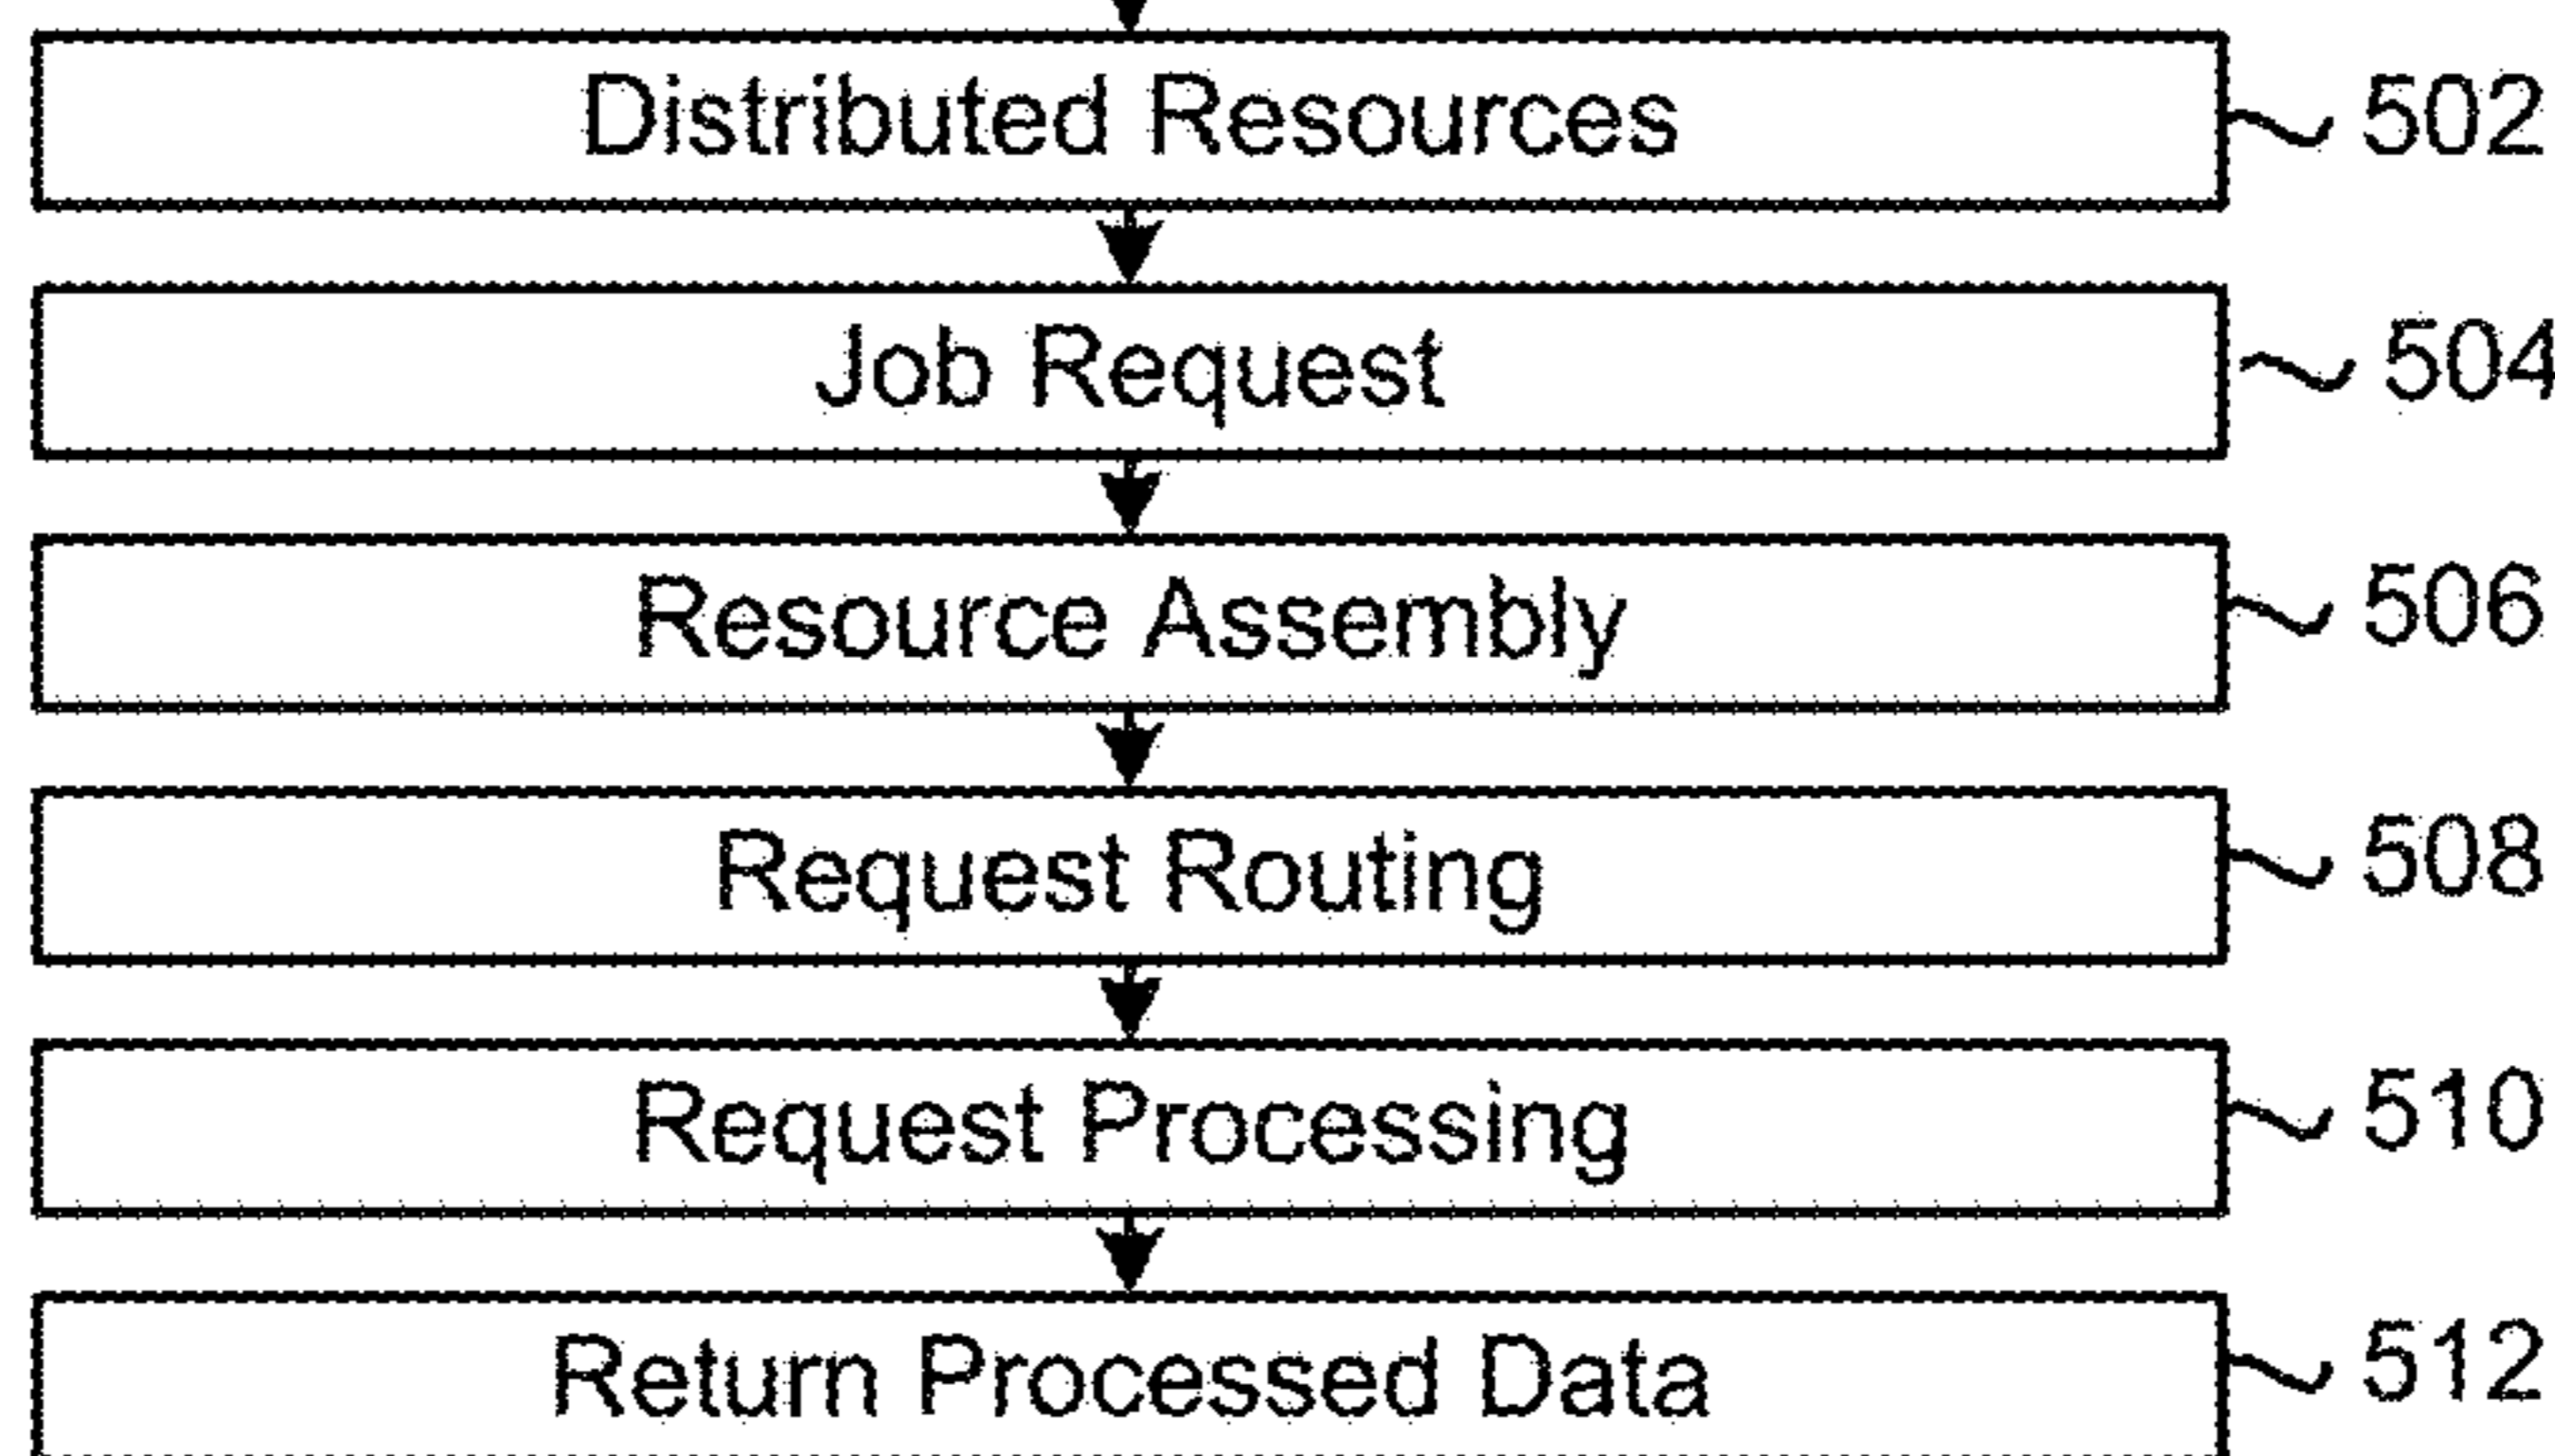 Distributed Resources 502
Job Request 504
Resource Assembly 506
Request Routing 508
Request Processing 510
Return Processed Data 512